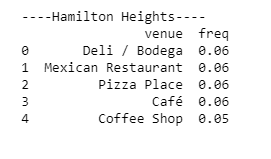 ----Hamilton Heights----
venue freq
0 Deli / Bodega 0.06
1 Mexican Restaurant 0.06
2 Pizza Place 0.06
3 Café 0.06
4 Coffee Shop 0.05